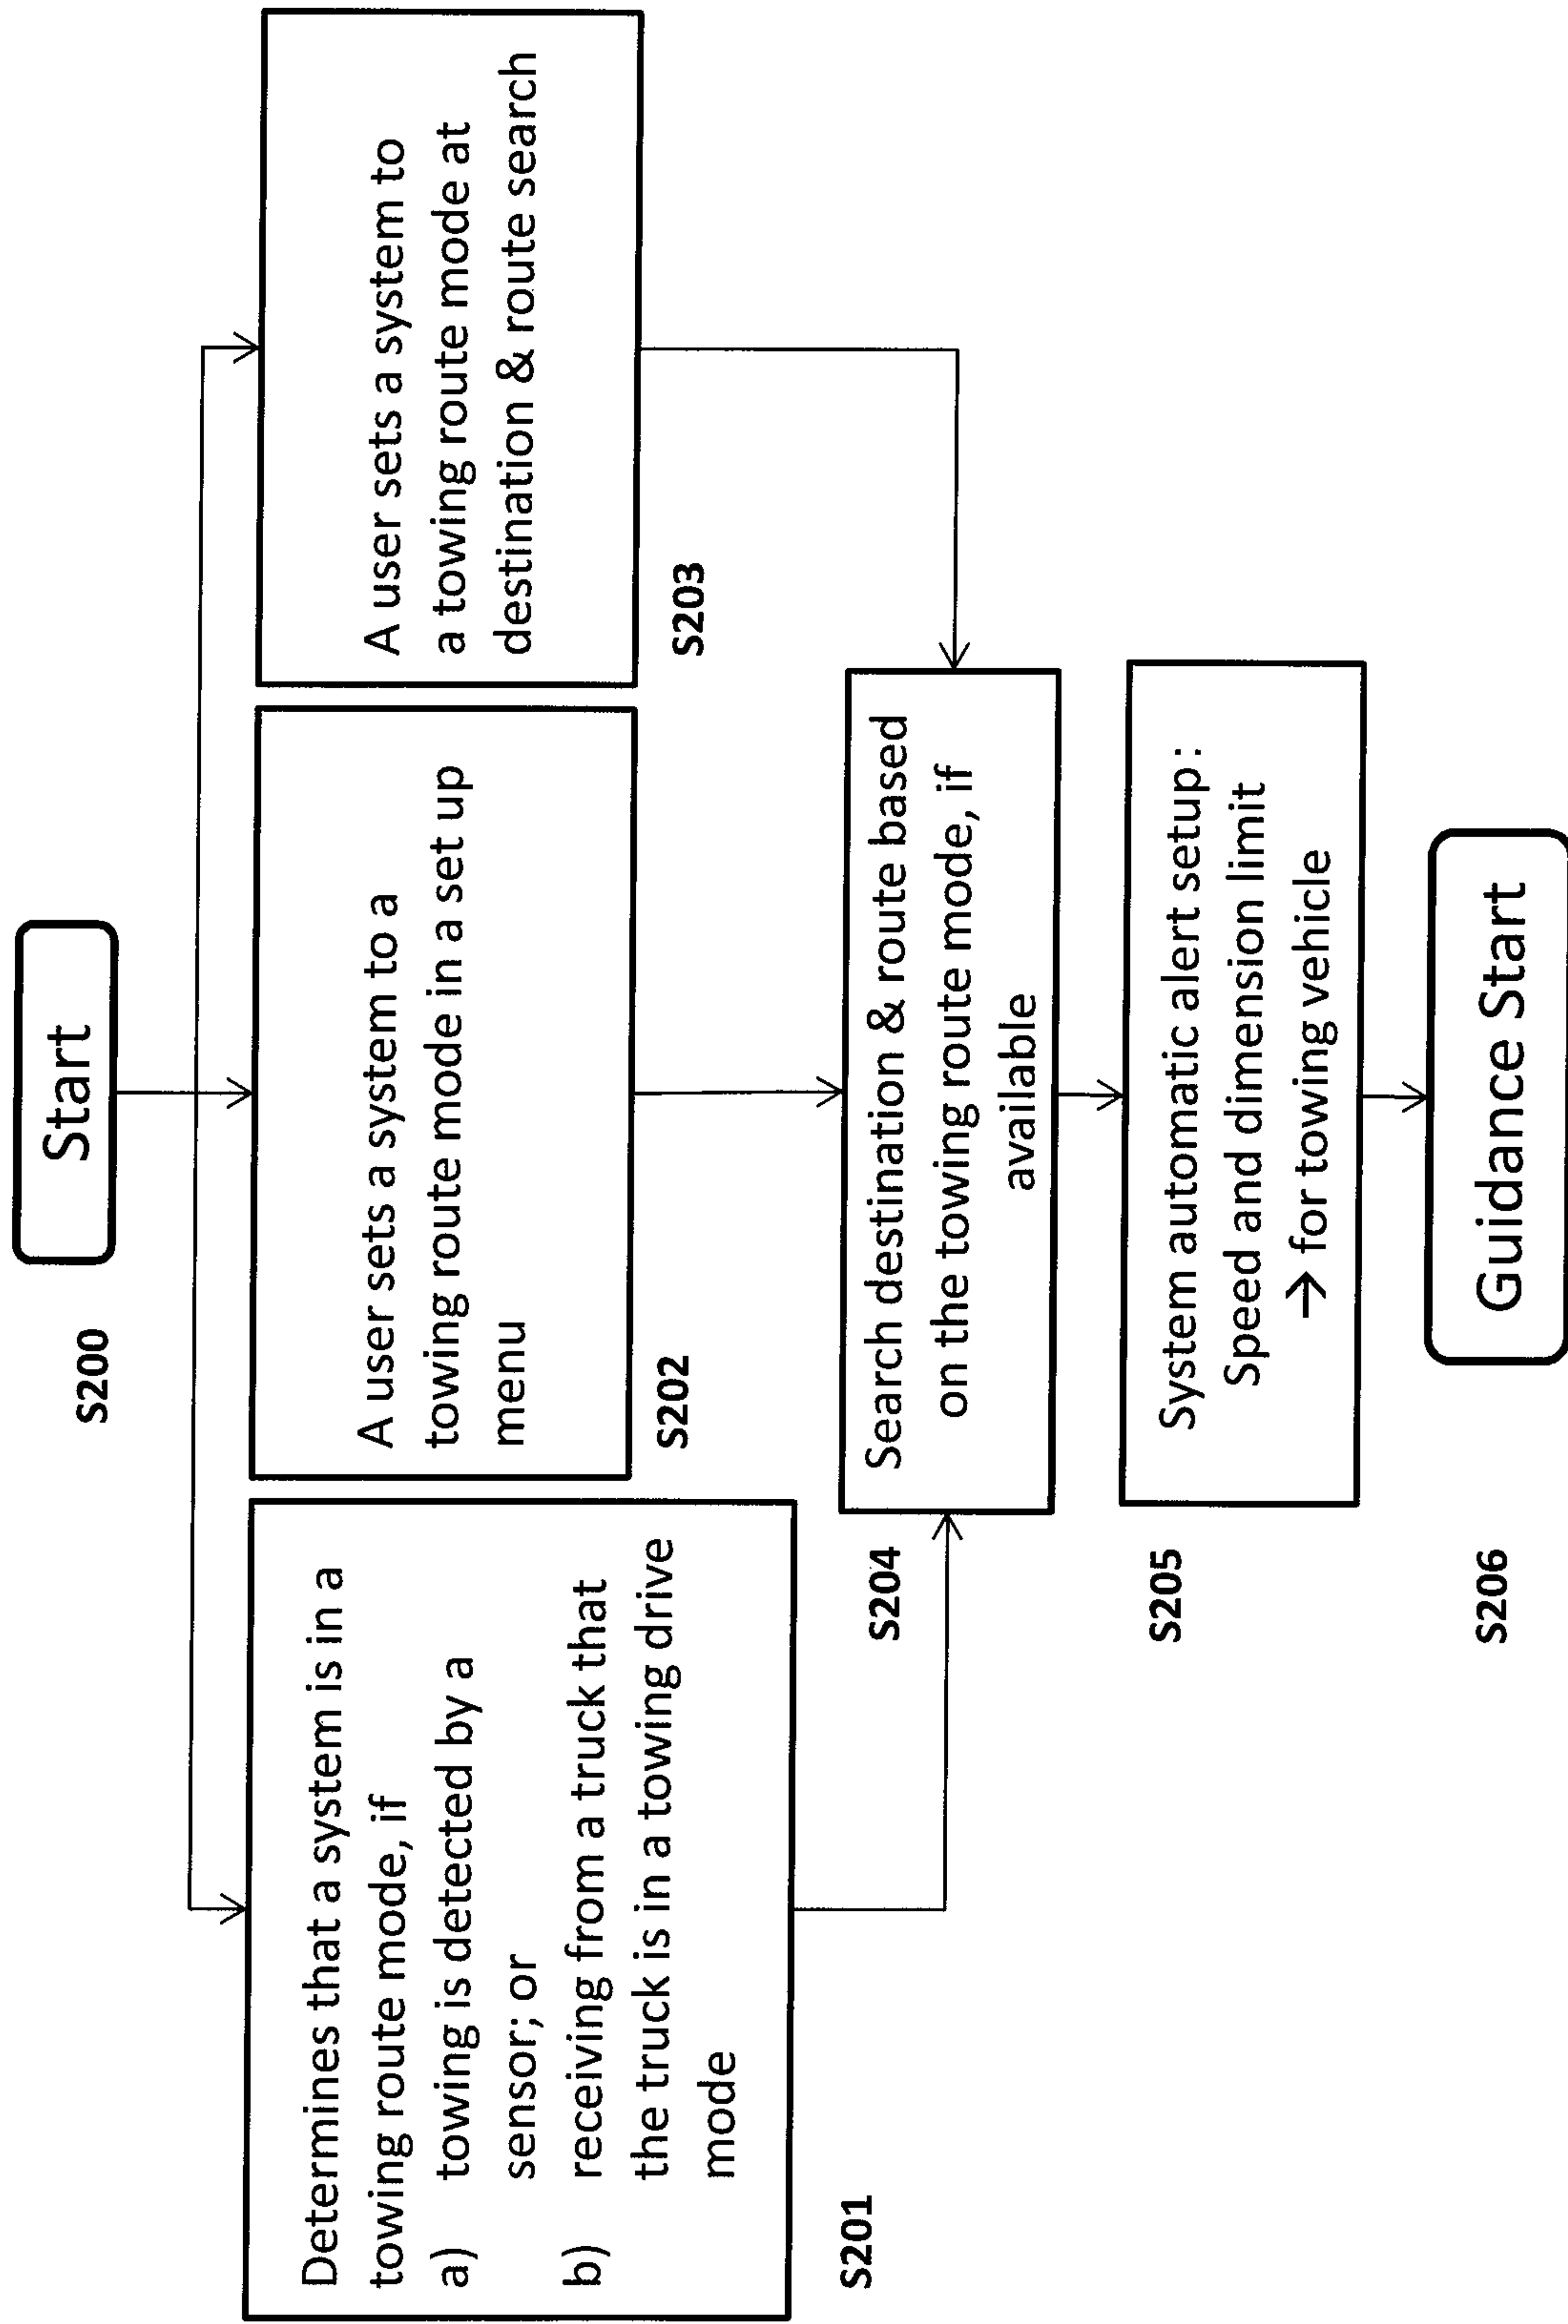 Start
S200
Determines that a system is in a
towing route mode, if
a) towing is detected by a
sensor; or
b) receiving from a truck that
the truck is in a towing drive
mode
S201
A user sets a system to a
towing route mode in a set up
menu
S202
A user sets a system to
a towing route mode at
destination & route search
S203
Search destination & route based
on the towing route mode, if
available
S204
System automatic alert setup:
Speed and dimension limit
→ for towing vehicle
S205
Guidance Start
S206